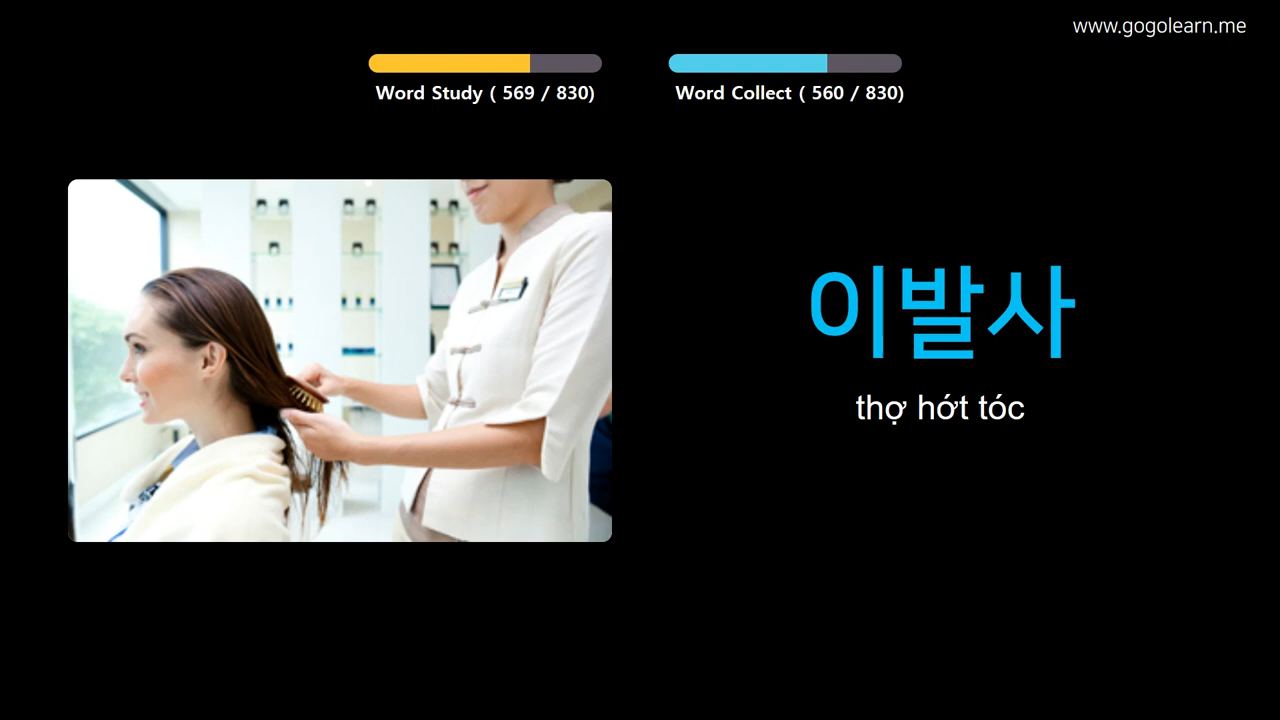 www.gogolearn.me
Word Study ( 569 / 830)
Word Collect ( 560 / 830)
이발사
thợ hớt tóc